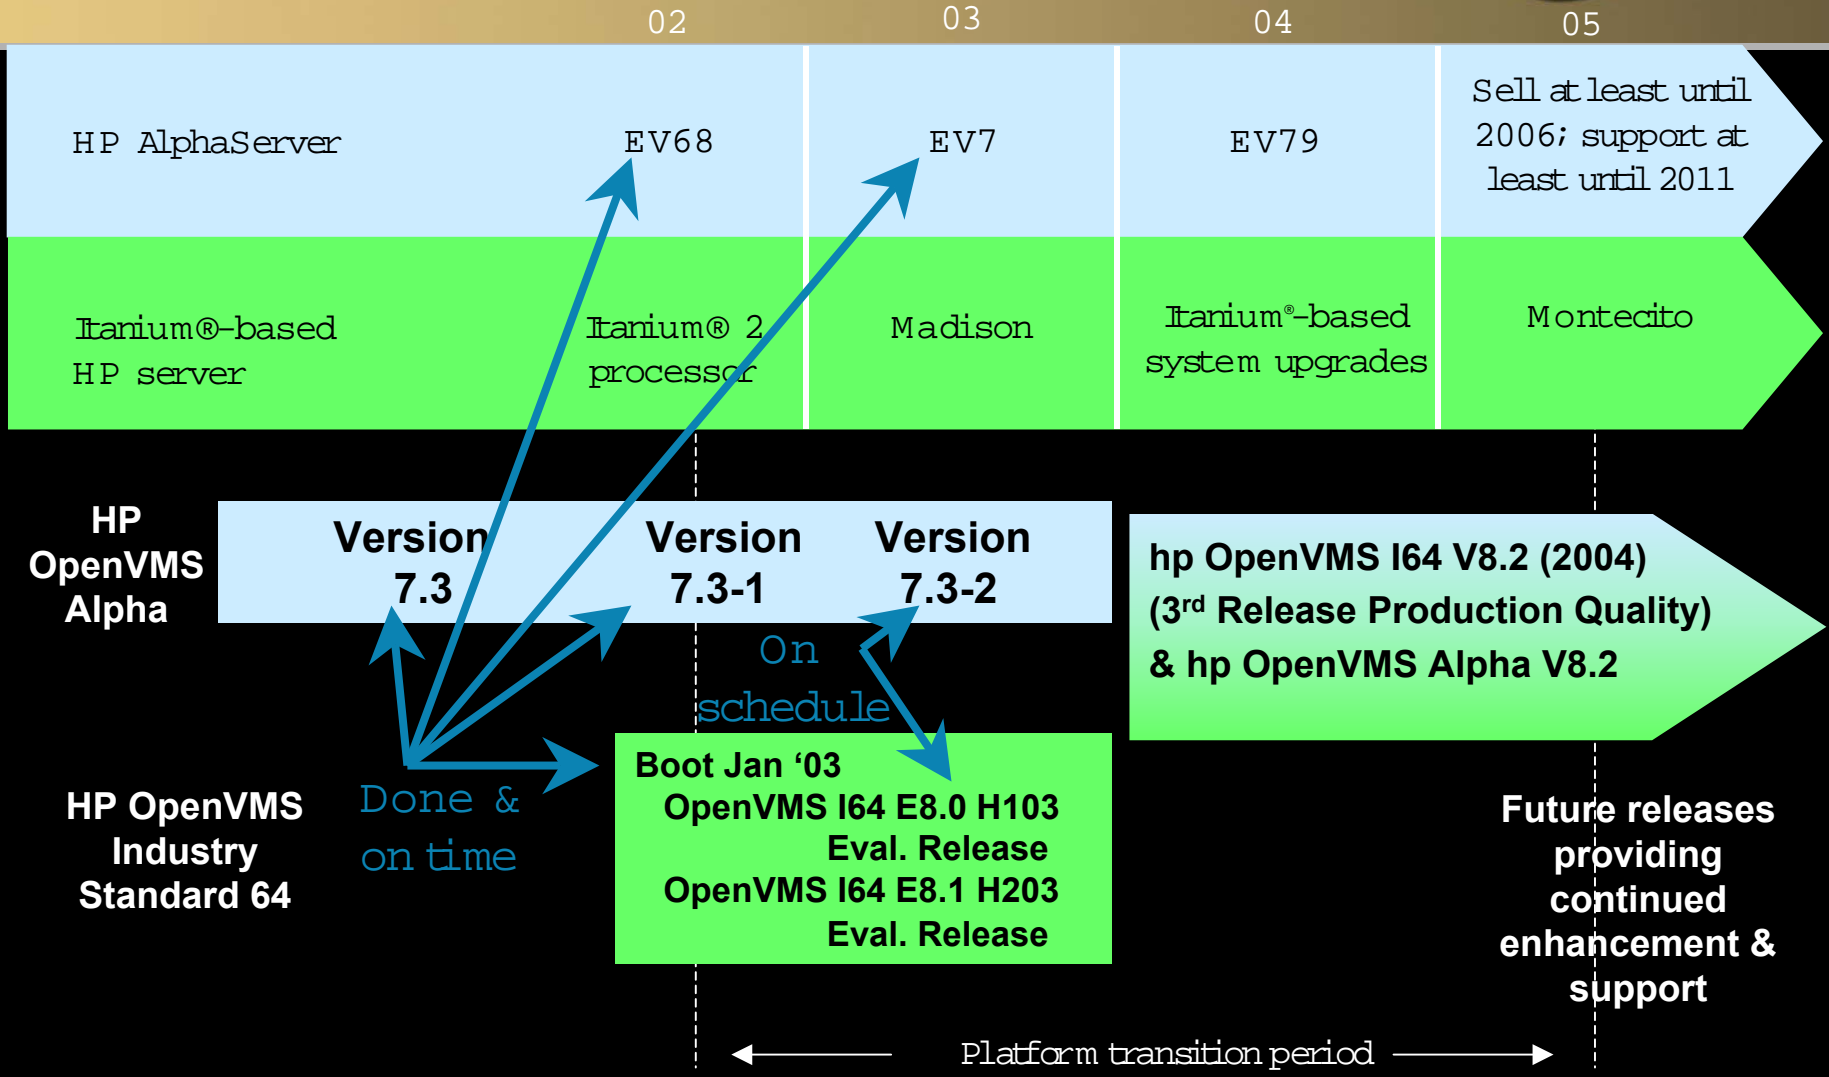 02
03
04
05
HP AlphaServer
EV68
EV7
EV79
Sell at least until
2006; support at
least until 2011
Itanium®-based
HP server
Itanium® 2
processor
Madison
Itanium®-based
system upgrades
Montecito
HP
OpenVMS
Alpha
Version
7.3
Version
7.3-1
Version
7.3-2
hp OpenVMS I64 V8.2 (2004)
(3rd Release Production Quality)
& hp OpenVMS Alpha V8.2
On
schedule
HP OpenVMS
Industry
Standard 64
Done &
on time
Boot Jan ‘03
OpenVMS I64 E8.0 H103
Eval. Release
OpenVMS I64 E8.1 H203
Eval. Release
Future releases
providing
continued
enhancement &
support
Platform transition period